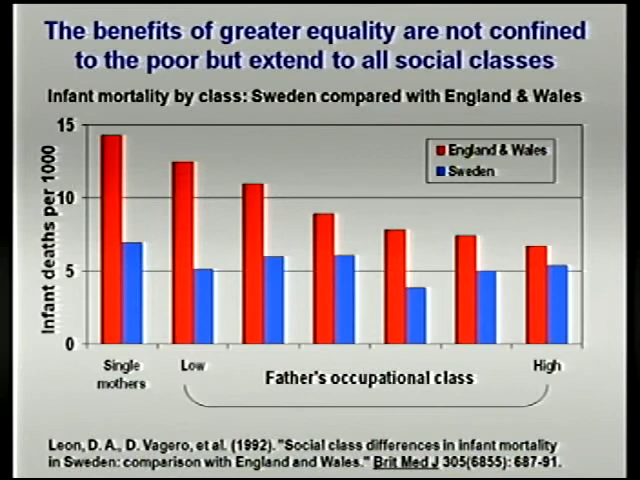 The benefits of greater equality are not confined
to the poor but extend to all social classes
Infant mortality by class: Sweden compared with England & Wales
Infant deaths per 1000
15
10
5
0
England & Wales
Sweden
Single
mothers
Low
Father's occupational class
High
Leon, D. A., D. Vagero, et al. (1992). "Social class differences in infant mortality
in Sweden: comparison with England and Wales." Brit Med J 305(6855): 687-91.